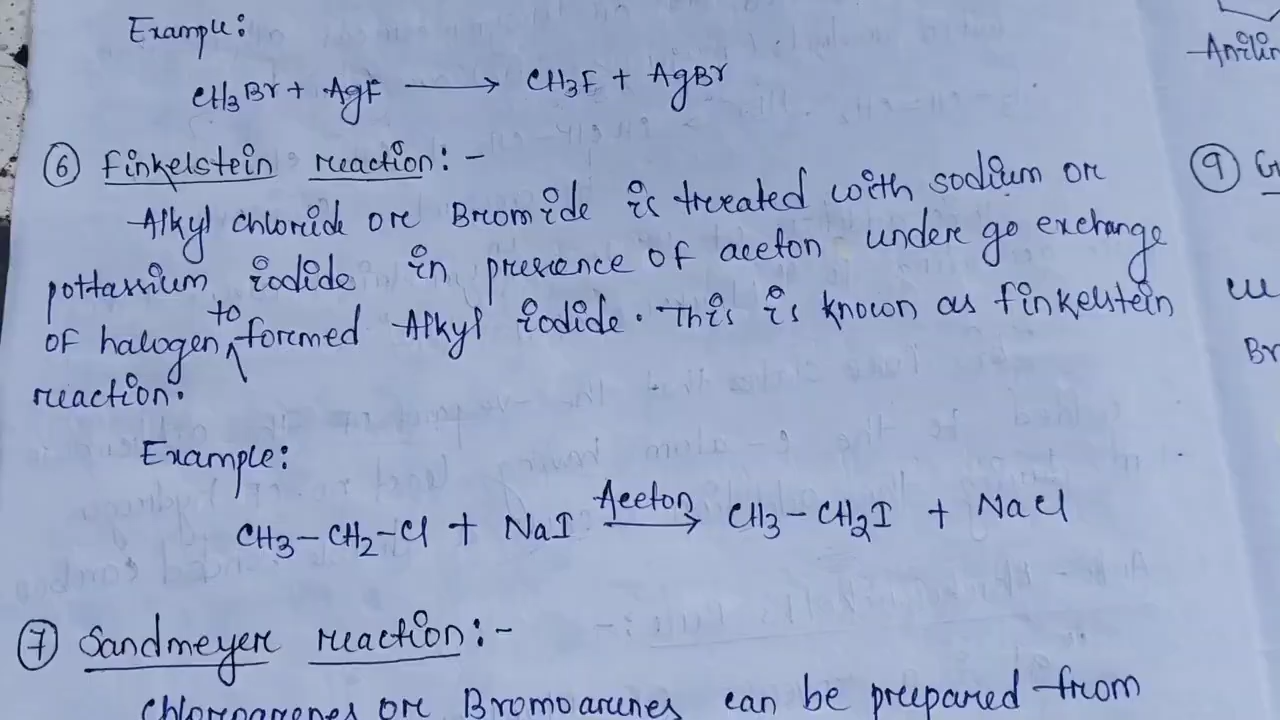 Example:
CH3Br + AgF ⟶ CH3F + AgBr
⑥ Finkelstein reaction:-
Alkyl chloride or Bromide is treated with sodium or
pottassium iodide in presence of aceton undere go exchange
of halogen to formed Alkyl iodide. This is known as finkelstein
reaction.
Example:
CH3-CH2-Cl + NaI Aceton⟶ CH3-CH2I + NaCl
⑦ Sandmeyer reaction:-
Chloroarenes or Bromoarenes can be prepared from
⑨
Br